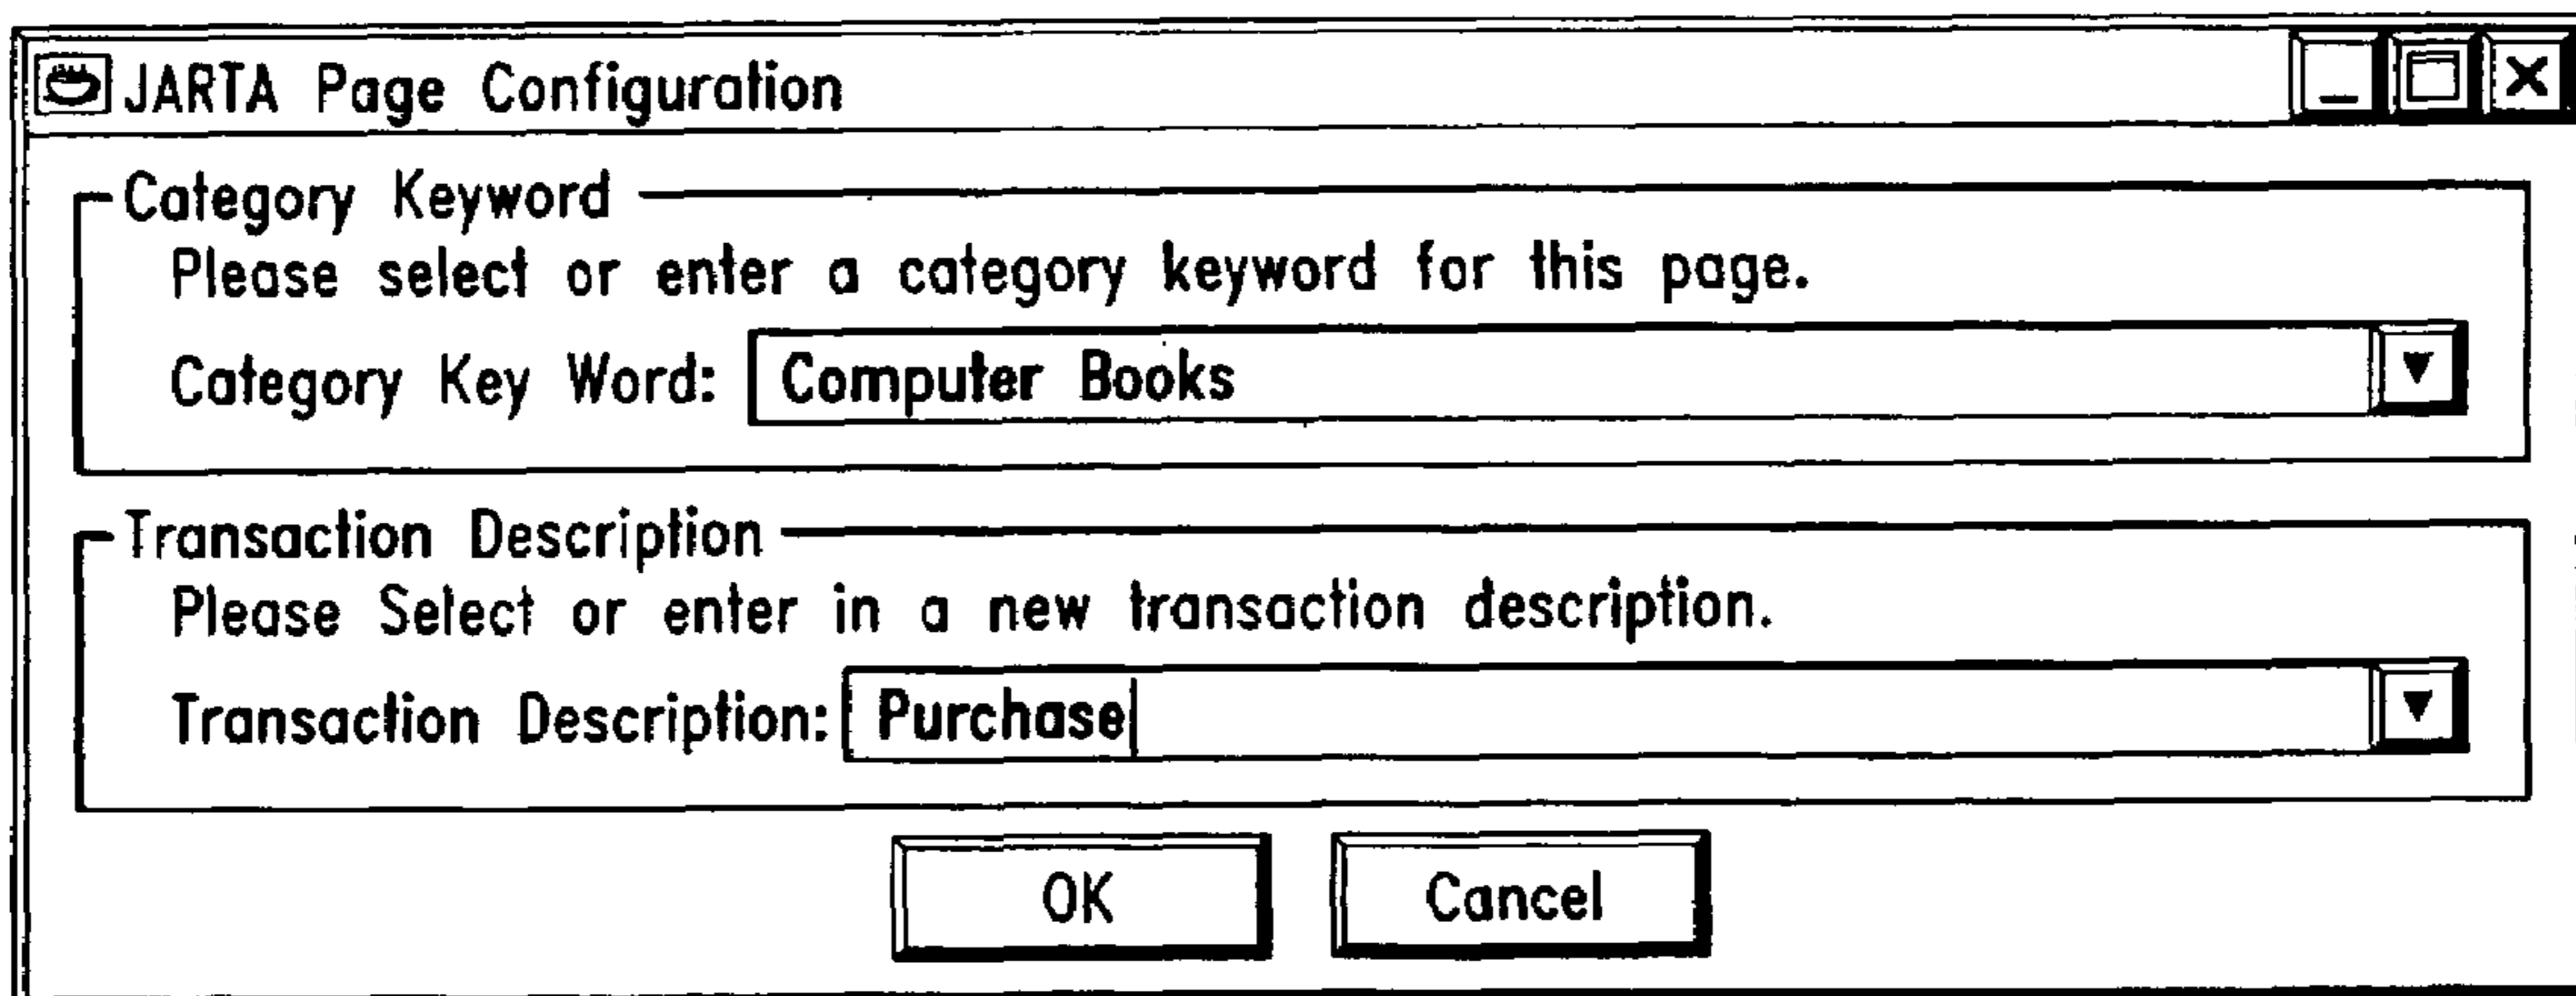 JARTA Page Configuration
Category Keyword
Please select or enter a category keyword for this page.
Category Key Word: Computer Books
Transaction Description
Please Select or enter in a new transaction description.
Transaction Description: Purchase
OK Cancel